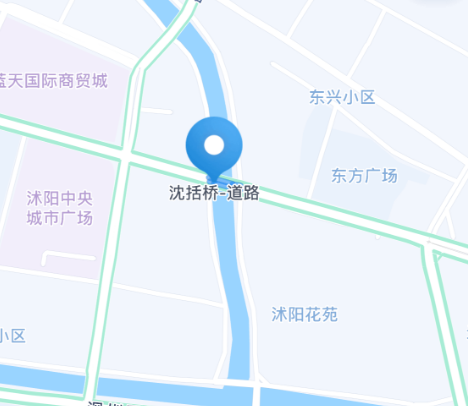 蓝天国际商贸城
东兴小区
东方广场
沈括桥-道路
沭阳中央
城市广场
沭阳花苑
小区